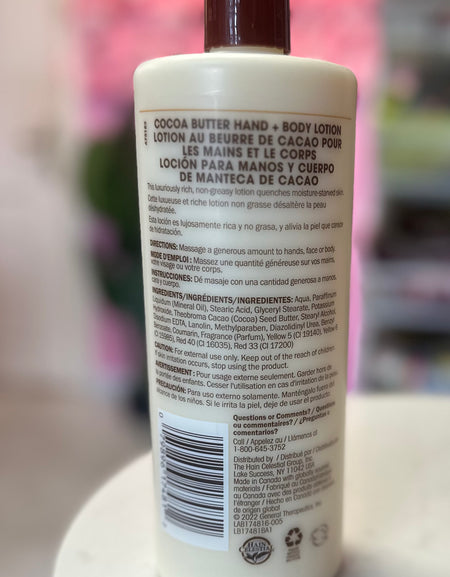 COCOA BUTTER HAND + BODY LOTION
LOTION AU BEURRE DE CACAO POUR
LES MAINS ET LE CORPS
LOCIÓN PARA MANOS Y CUERPO
DE MANTECA DE CACAO
This luxuriously rich, non-greasy lotion quenches moisture-starved skin.
Cette luxueuse et riche lotion non grasse désaltère la peau
déshydratée.
Esta loción es lujosamente rica y no grasa, y alivia la piel que carece
de hidratación.
DIRECTIONS: Massage a generous amount to hands, face or body.
MODE D'EMPLOI : Massez une quantité généreuse sur vos mains,
votre visage ou votre corps.
INSTRUCCIONES: Dé masaje con una cantidad generosa a manos,
cara y cuerpo.
INGREDIENTS/INGRÉDIENTS/INGREDIENTES: Aqua, Paraffinum
Liquidum (Mineral Oil), Stearic Acid, Glyceryl Stearate, Potassium
Hydroxide, Theobroma Cacao (Cocoa) Seed Butter, Stearyl Alcohol,
Disodium EDTA, Lanolin, Methylparaben, Diazolidinyl Urea, Benzyl
Benzoate, Coumarin, Fragrance (Parfum), Yellow 5 (CI 19140), Yellow 6
(CI 15985), Red 40 (CI 16035), Red 33 (CI 17200)
CAUTION: For external use only. Keep out of the reach of children.
If skin irritation occurs, stop using the product.
AVERTISSEMENT : Pour usage externe seulement. Garder hors de
la portée des enfants. Cesser l'utilisation en cas d'irritation de la peau.
PRECAUCIÓN: Para uso externo solamente. Manténgalo fuera del
alcance de los niños. Si le irrita la piel, deje de usar el producto.
Questions or Comments? / Questions
ou commentaires? / ¿Preguntas o
comentarios?
Call / Appelez au / Llámenos al
1-800-645-3752
Distributed by / Distribué par / Distribuido
The Hain Celestial Group, Inc.
Lake Success, NY 11042 USA
Made in Canada with globally sourced
materials / Fabriqué au Canada
au Canada avec des produits
l'étranger / Hecho en Canadá con
de origen global
© 2022 General Therapeutics, Inc.
LAB174816-005
LB17481BA1
HAIN
CELESTIAL